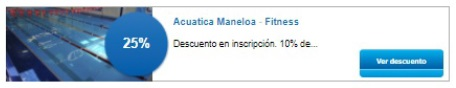 Acuatica Maneloa - Fitness
25%
Descuento en inscripción. 10% de...
Ver descuento